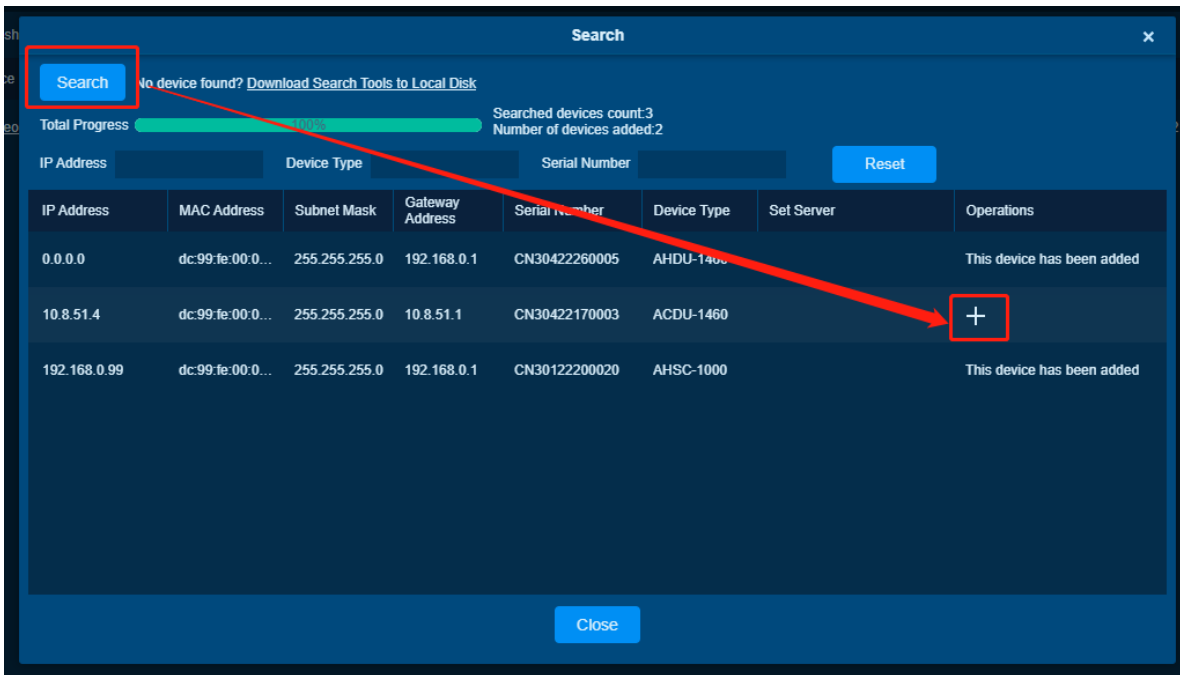 sh
Search
×
ce
Search No device found? Download Search Tools to Local Disk
eo
Total Progress 100% Searched devices count:3
Number of devices added:2
IP Address Device Type Serial Number Reset
IP Address MAC Address Subnet Mask Gateway Address Serial Number Device Type Set Server Operations
0.0.0.0 dc:99:fe:00:0... 255.255.255.0 192.168.0.1 CN30422260005 AHDU-1460 This device has been added
10.8.51.4 dc:99:fe:00:0... 255.255.255.0 10.8.51.1 CN30422170003 ACDU-1460 +
192.168.0.99 dc:99:fe:00:0... 255.255.255.0 192.168.0.1 CN30122200020 AHSC-1000 This device has been added
Close